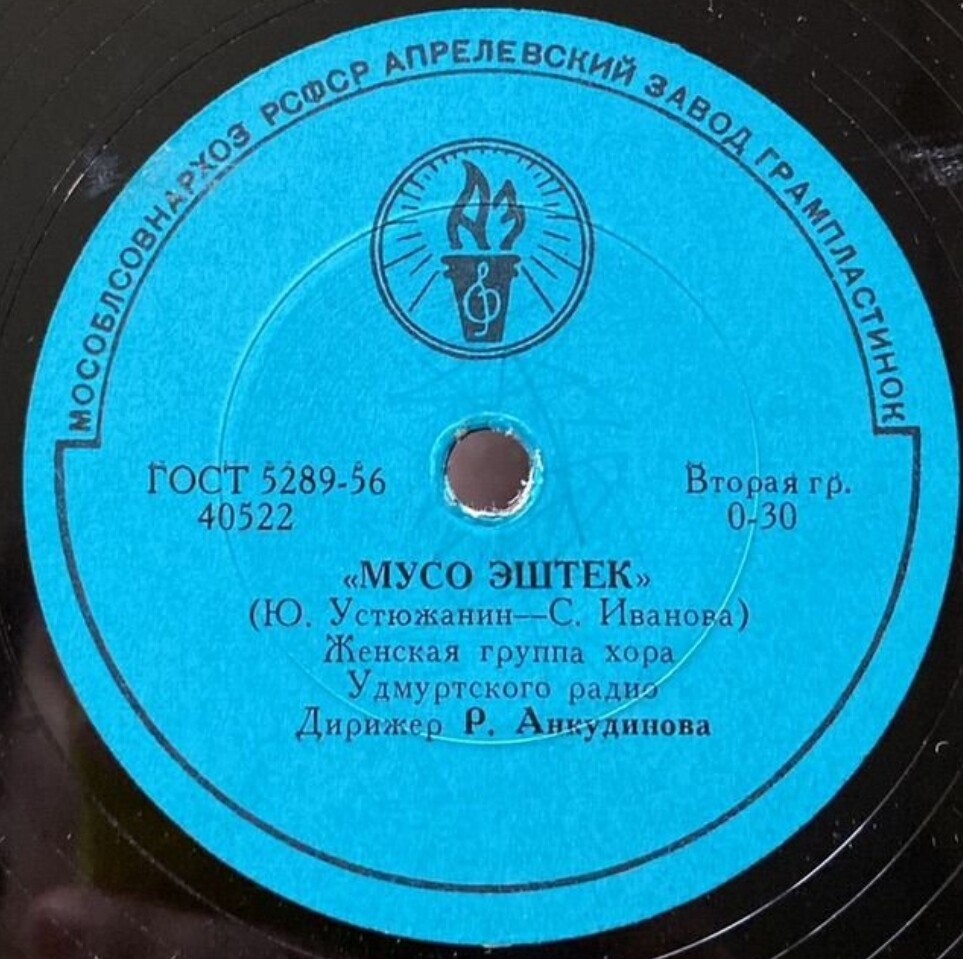 МОСОБЛСОВНАРХОЗ РСФСР АПРЕЛЕВСКИЙ ЗАВОД ГРАМПЛАСТИНОК
АЗ
ГОСТ 5289-56
40522
Вторая гр.
0-30
«МУСО ЭШТЕК»
(Ю. Устюжанин—С. Иванова)
Женская группа хора
Удмуртского радио
Дирижер Р. Анкудинова